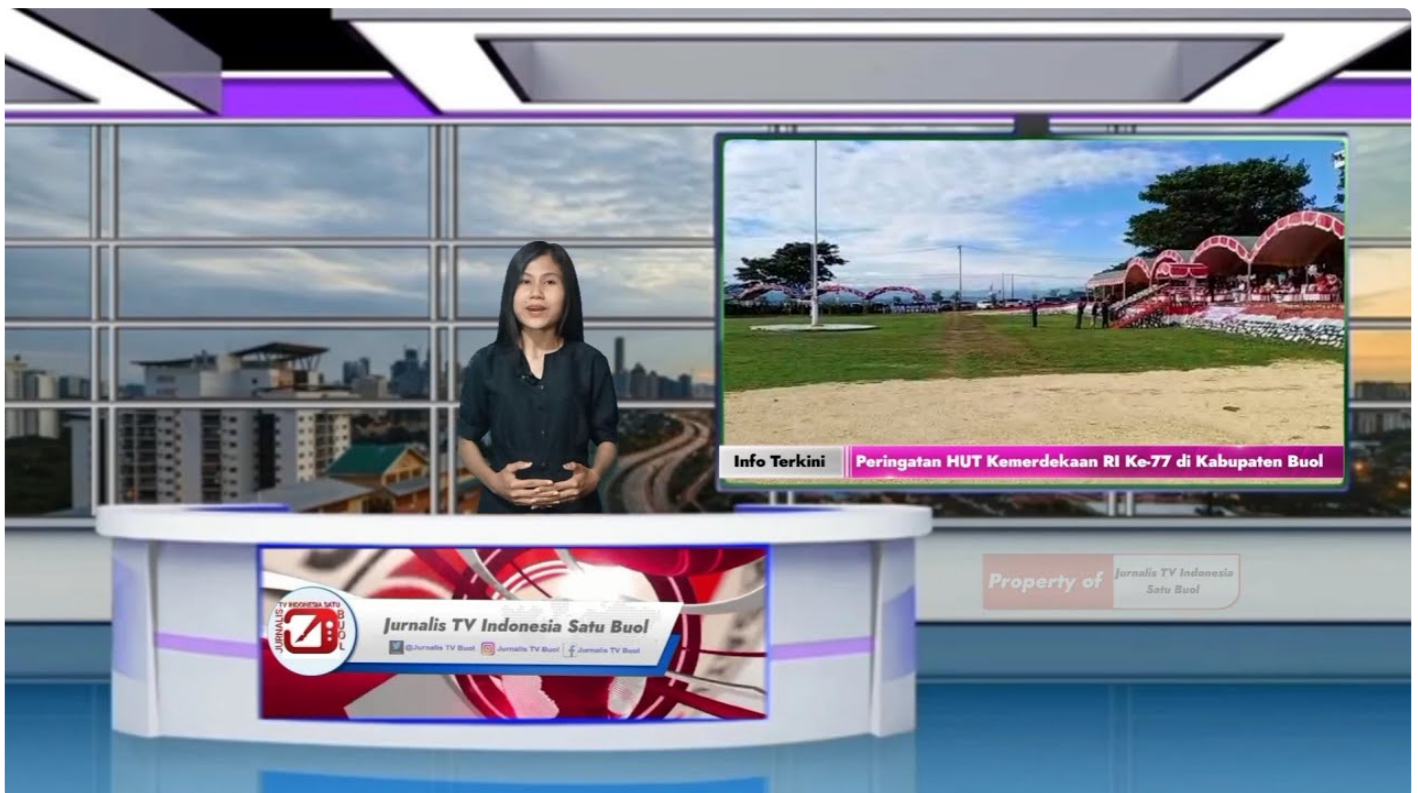 Info Terkini
Peringatan HUT Kemerdekaan RI Ke-77 di Kabupaten Buol
Property of
Jurnalis TV Indonesia
Satu Buol
JURNALIS
TV INDONESIA SATU
BUOL
Jurnalis TV Indonesia Satu Buol
@Jurnalis TV Buol
Jurnalis TV Buol
Jurnalis TV Buol